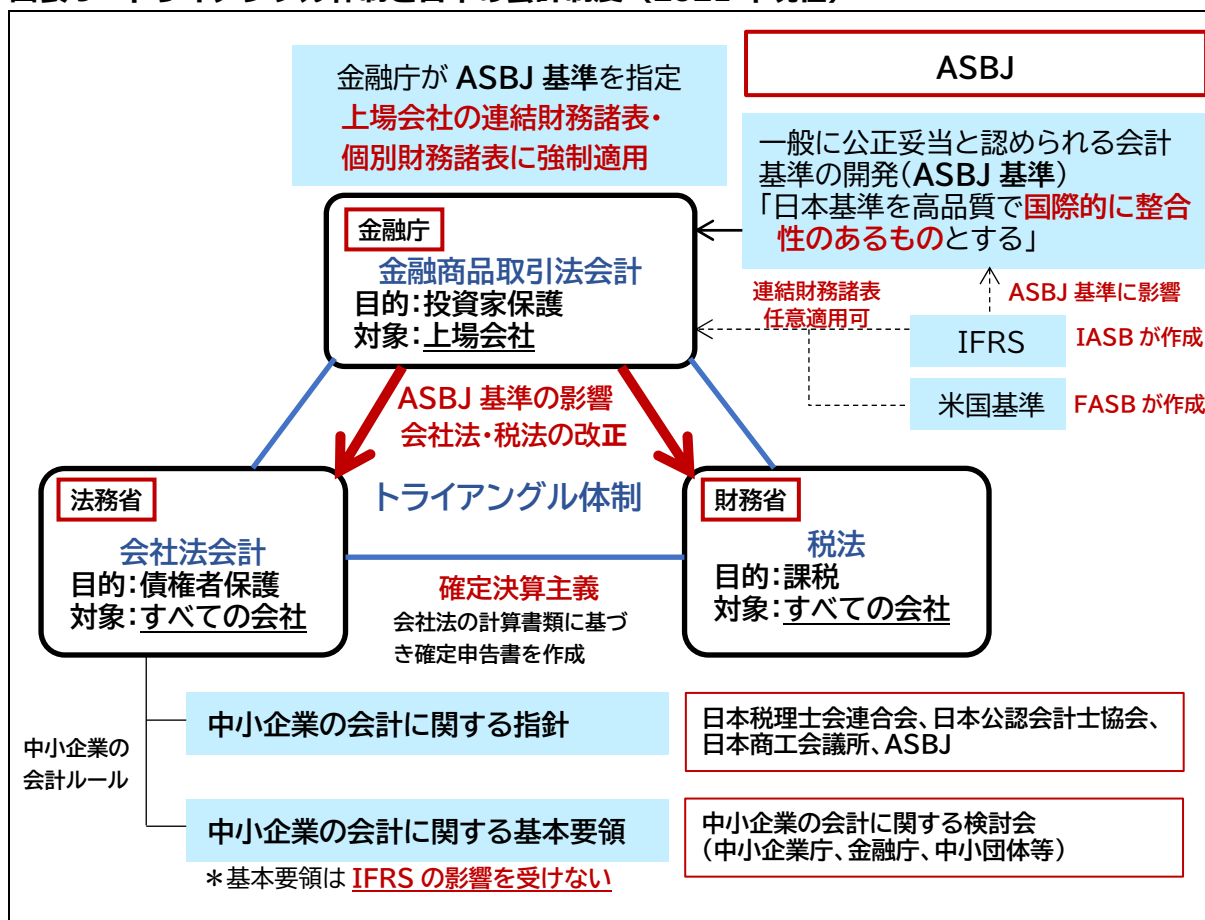 金融庁が ASBJ 基準を指定
上場会社の連結財務諸表・
個別財務諸表に強制適用
ASBJ
一般に公正妥当と認められる会計
基準の開発(ASBJ 基準)
「日本基準を高品質で国際的に整合
性のあるものとする」
金融庁
金融商品取引法会計
目的:投資家保護
対象:上場会社
連結財務諸表
任意適用可
ASBJ 基準に影響
IFRS
IASB が作成
米国基準
FASB が作成
ASBJ 基準の影響
会社法・税法の改正
トライアングル体制
法務省
会社法会計
目的:債権者保護
対象:すべての会社
財務省
税法
目的:課税
対象:すべての会社
確定決算主義
会社法の計算書類に基づ
き確定申告書を作成
中小企業の
会計ルール
中小企業の会計に関する指針
日本税理士会連合会、日本公認会計士協会、
日本商工会議所、ASBJ
中小企業の会計に関する基本要領
中小企業の会計に関する検討会
(中小企業庁、金融庁、中小団体等)
*基本要領は IFRS の影響を受けない